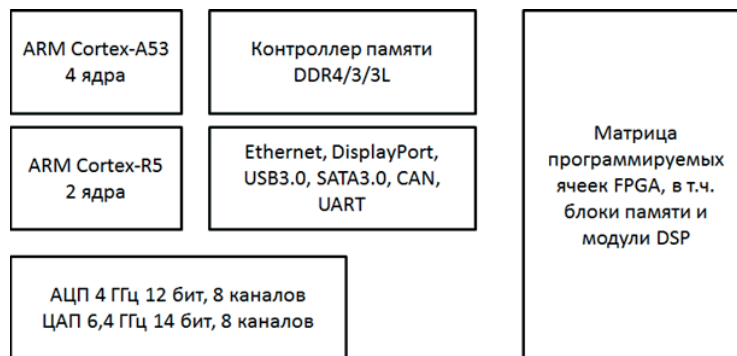 ARM Cortex-A53
4 ядра
Контроллер памяти
DDR4/3/3L
ARM Cortex-R5
2 ядра
Ethernet, DisplayPort,
USB3.0, SATA3.0, CAN,
UART
Матрица
программируемых
ячеек FPGA, в т.ч.
блоки памяти и
модули DSP
АЦП 4 ГГц 12 бит, 8 каналов
ЦАП 6,4 ГГц 14 бит, 8 каналов